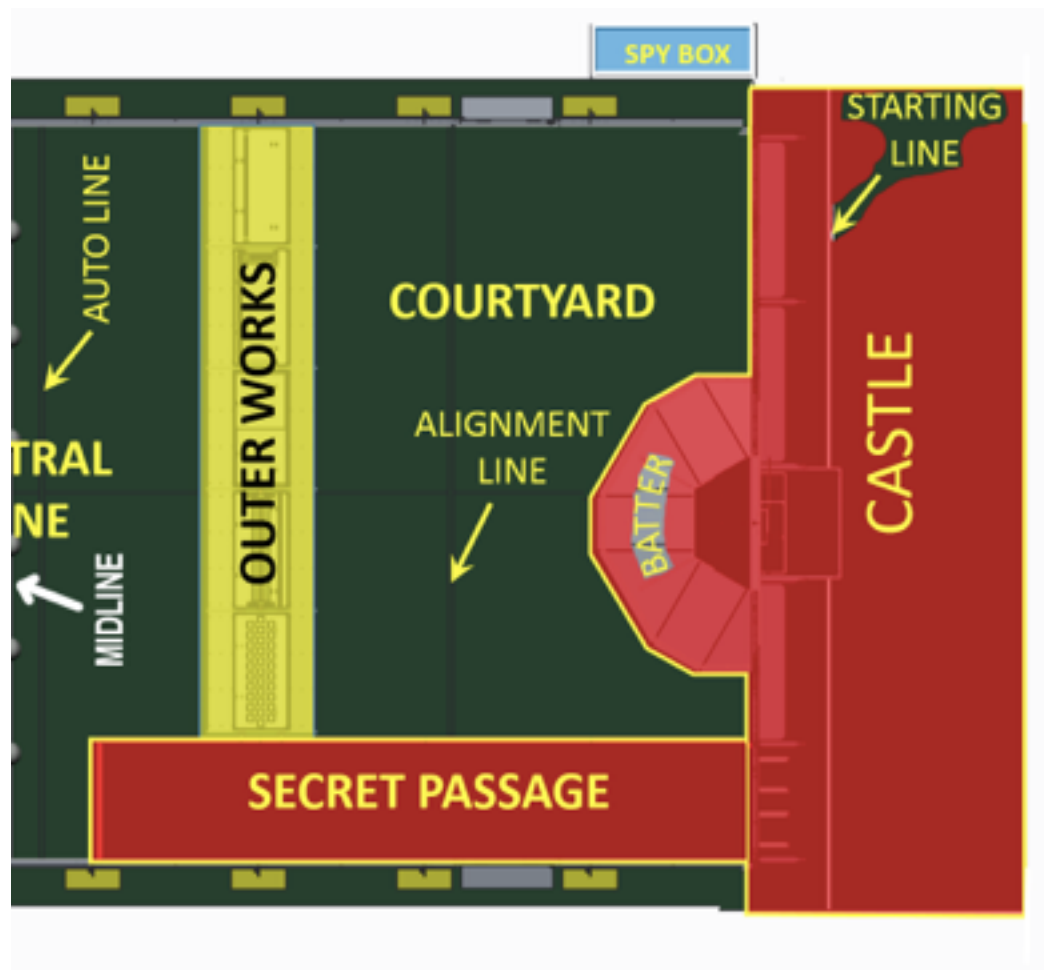 SPY BOX
STARTING
LINE
AUTO LINE
OUTER WORKS
COURTYARD
CASTLE
ALIGNMENT
LINE
BATTER
TRAL
NE
MIDLINE
SECRET PASSAGE